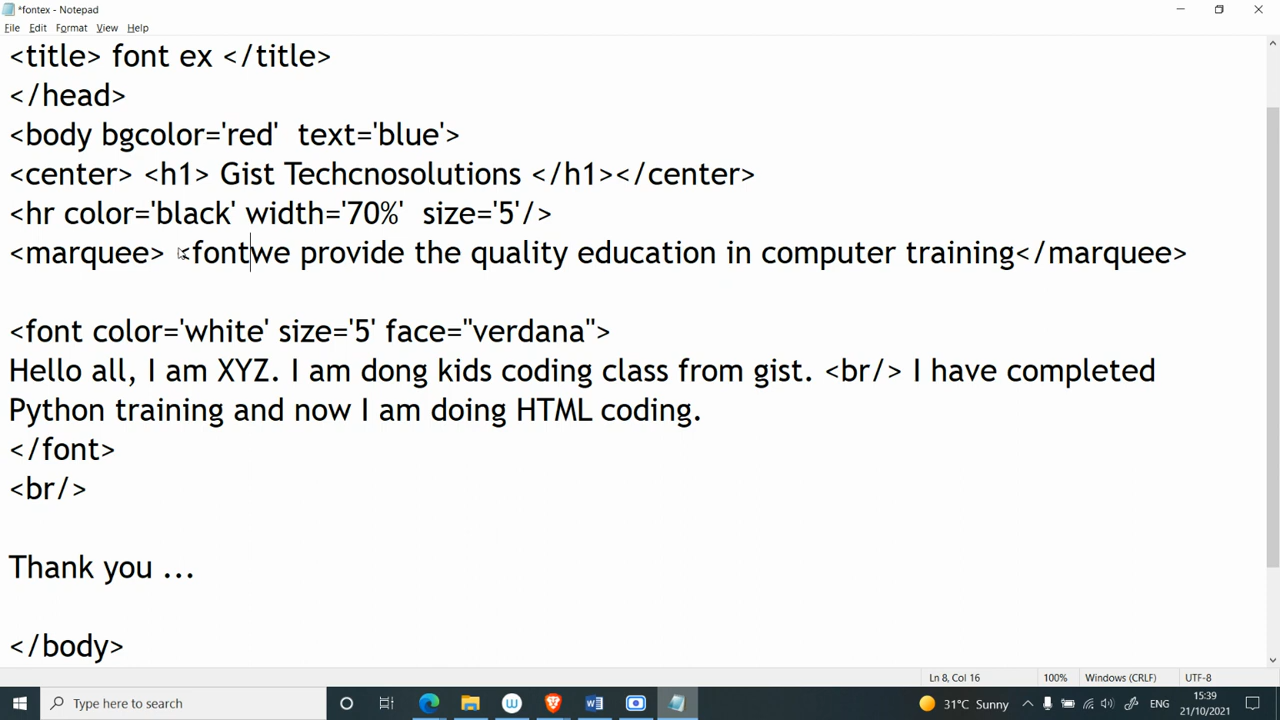 *fontex - Notepad
File Edit Format View Help
<title> font ex </title>
</head>
<body bgcolor='red'  text='blue'>
<center> <h1> Gist Techcnosolutions </h1></center>
<hr color='black' width='70%'  size='5'/>
<marquee> <fontwe provide the quality education in computer training</marquee>
<font color='white' size='5' face="verdana">
Hello all, I am XYZ. I am dong kids coding class from gist. <br/> I have completed
Python training and now I am doing HTML coding.
</font>
<br/>
Thank you ...
</body>
Ln 8, Col 16 100% Windows (CRLF) UTF-8
Type here to search 31°C Sunny ENG 15:39
21/10/2021